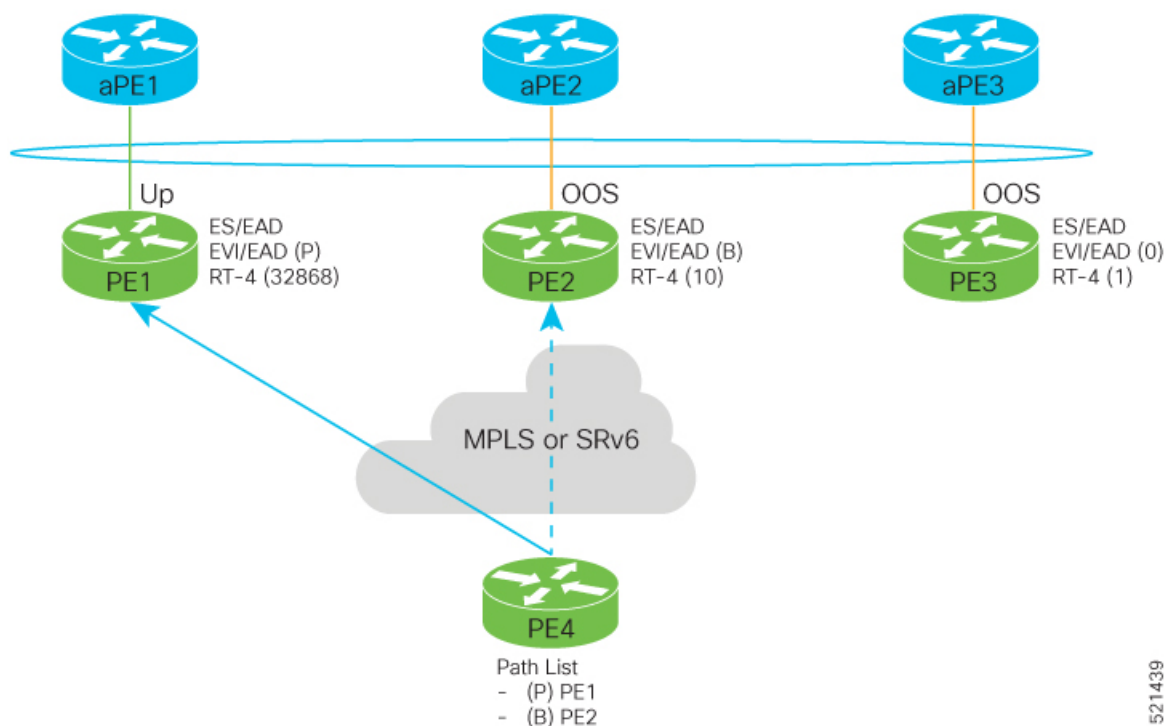 aPE1
aPE2
aPE3
Up
OOS
OOS
PE1
ES/EAD
EVI/EAD (P)
RT-4 (32868)
PE2
ES/EAD
EVI/EAD (B)
RT-4 (10)
PE3
ES/EAD
EVI/EAD (0)
RT-4 (1)
MPLS or SRv6
PE4
Path List
- (P) PE1
- (B) PE2
521439